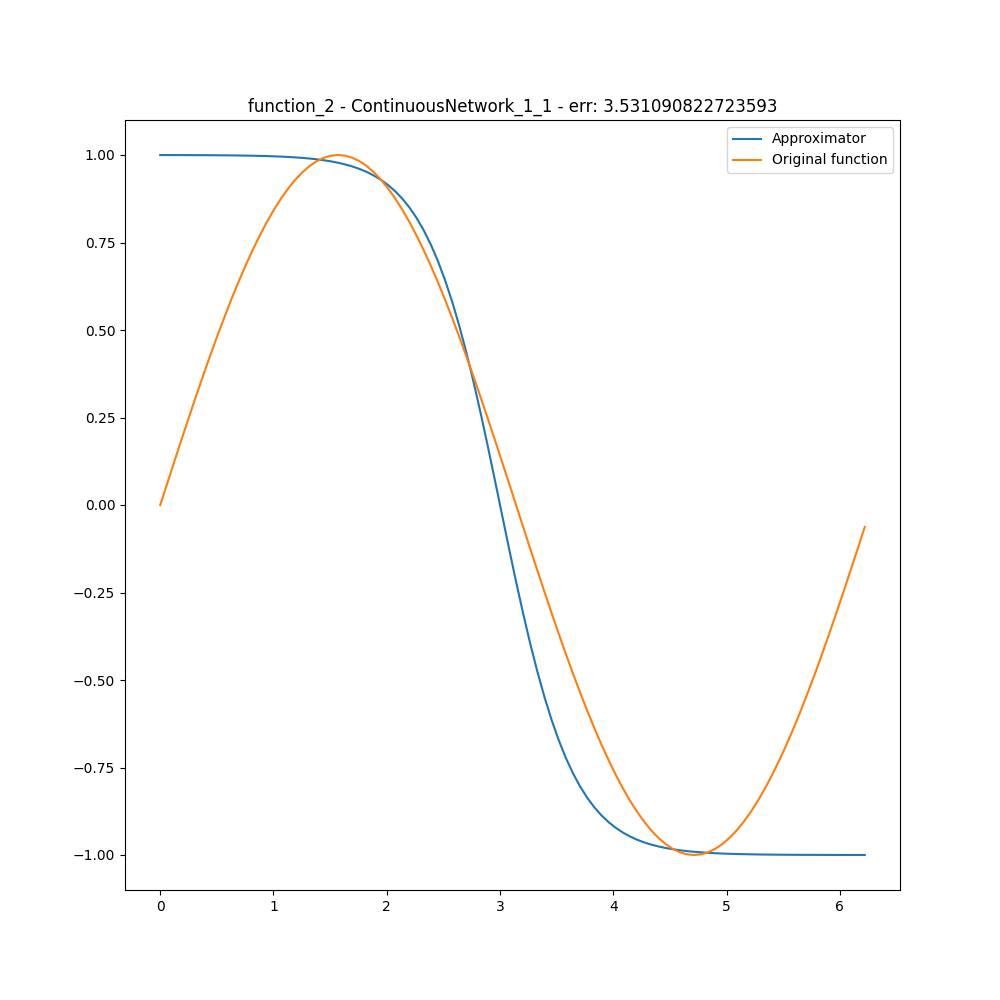 function_2 - ContinuousNetwork_1_1 - err: 3.531090822723593
Approximator
Original function
1.00
0.75
0.50
0.25
0.00
−0.25
−0.50
−0.75
−1.00
0 1 2 3 4 5 6